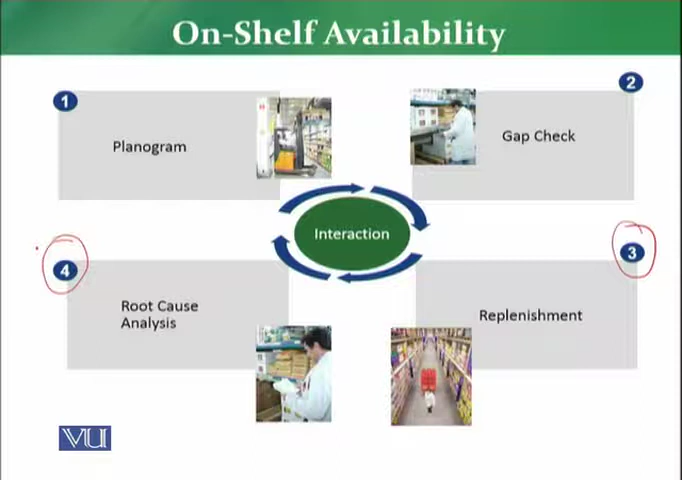 On-Shelf Availability
1
Planogram
2
Gap Check
Interaction
3
Replenishment
4
Root Cause
Analysis
VU